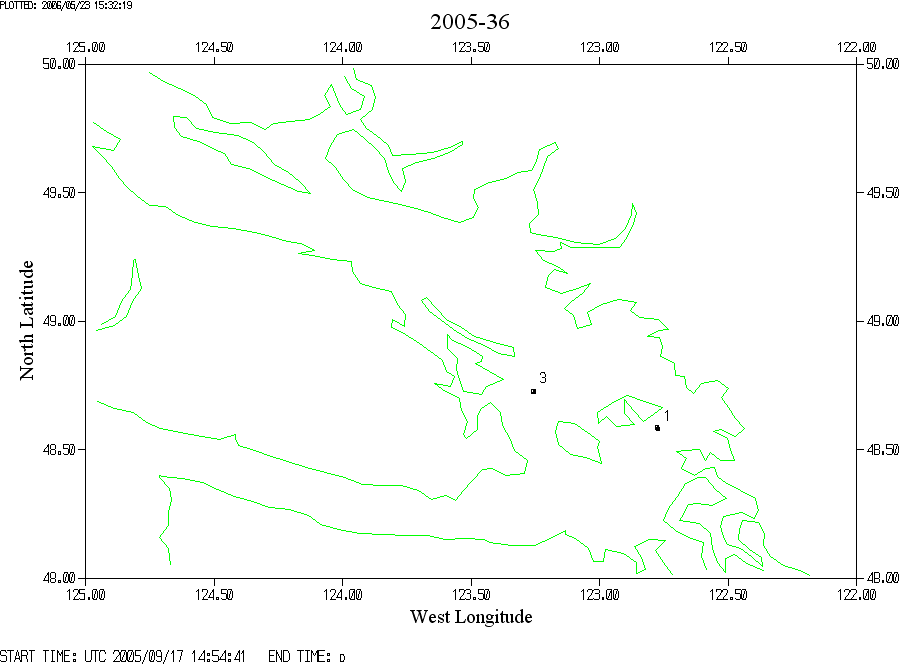 PLOTTED: 2006/05/23 15:32:19
2005-36
125.00 124.50 124.00 123.50 123.00 122.50 122.00
50.00 50.00
49.50 49.50
49.00 49.00
3
1
48.50 48.50
48.00 48.00
North Latitude
125.00 124.50 124.00 123.50 123.00 122.50 122.00
West Longitude
START TIME: UTC 2005/09/17 14:54:41 END TIME: o